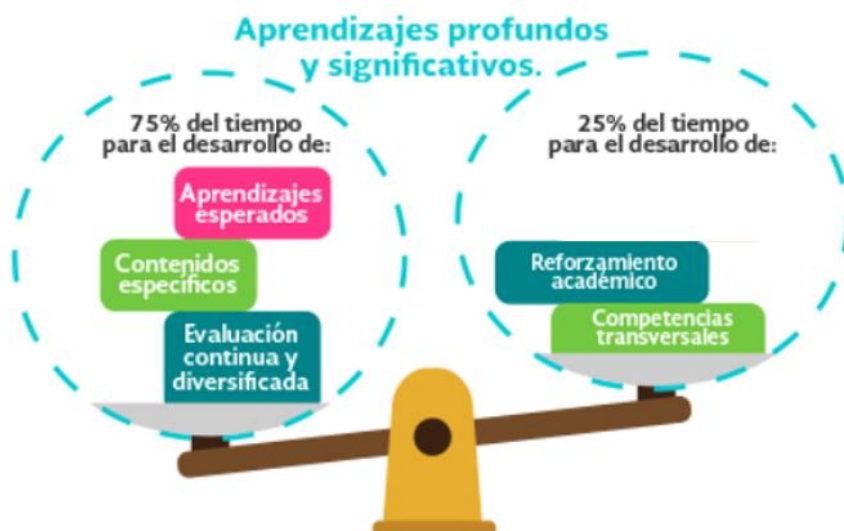 Aprendizajes profundos
y significativos.
75% del tiempo
para el desarrollo de:
Aprendizajes
esperados
Contenidos
específicos
Evaluación
continua y
diversificada
25% del tiempo
para el desarrollo de:
Reforzamiento
académico
Competencias
transversales